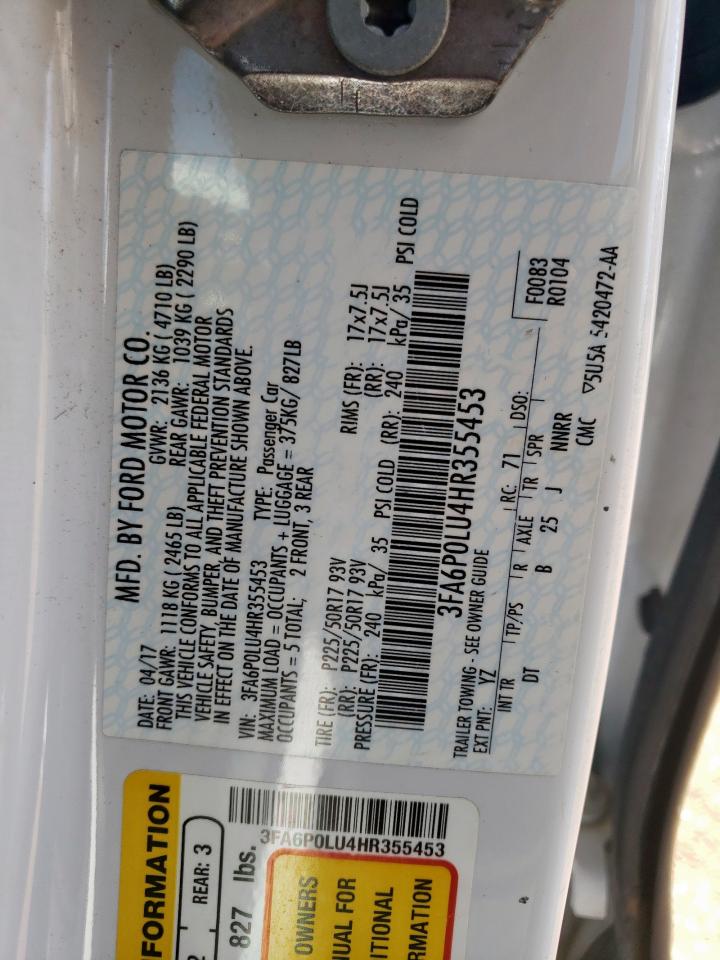 MFD. BY FORD MOTOR CO.
DATE: 04/17 GVWR: 2136 KG ( 4710 LB)
FRONT GAWR: 1118 KG ( 2465 LB) REAR GAWR: 1039 KG ( 2290 LB)
THIS VEHICLE CONFORMS TO ALL APPLICABLE FEDERAL MOTOR
VEHICLE SAFETY, BUMPER, AND THEFT PREVENTION STANDARDS
IN EFFECT ON THE DATE OF MANUFACTURE SHOWN ABOVE
VIN: 3FA6P0LU4HR355453 TYPE: Passenger Car
MAXIMUM LOAD = OCCUPANTS + LUGGAGE = 375KG/ 827LB
OCCUPANTS = 5 TOTAL; 2 FRONT, 3 REAR
TIRE (FR): P225/50R17 93V RIMS (FR): 17x7.5J
(RR): P225/50R17 93V (RR): 17x7.5J
PRESSURE (FR): 240 kPa/ 35 PSI COLD (RR): 240 kPa/ 35 PSI COLD
3FA6P0LU4HR355453
TRAILER TOWING - SEE OWNER GUIDE
EXT PNT: YZ RC: 71 DSO: F0083
R0104
INT TR TP/PS R AXLE TR SPR
DT B 25 J NNRR
CMC ▽5U5A 5420472-AA
FORMATION
REAR: 3
827 lbs.
3FA6P0LU4HR355453
OWNERS
UAL FOR
ITIONAL
RMATION